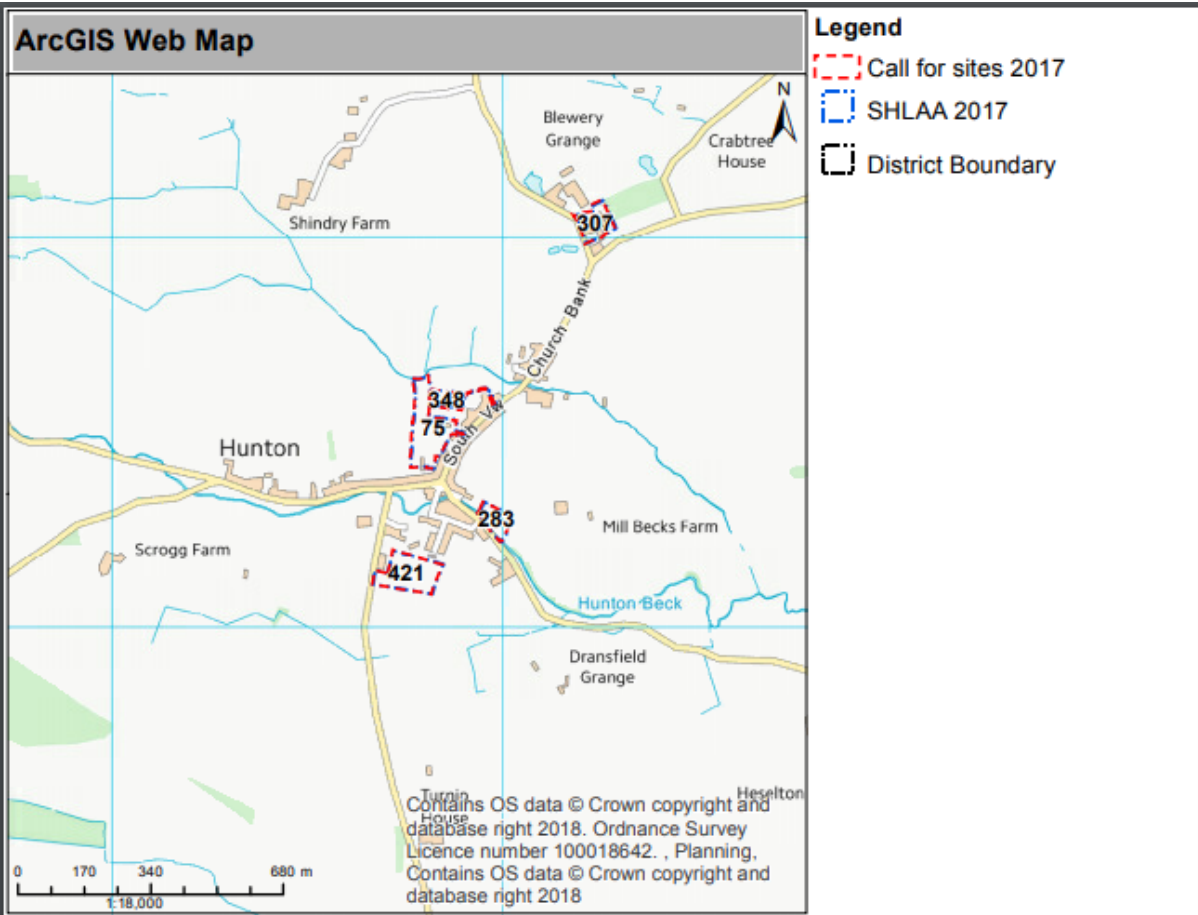 ArcGIS Web Map
Legend
Call for sites 2017
SHLAA 2017
District Boundary
N
Blewery
Grange
Crabtree
House
Shindry Farm
307
Church Bank
348
75
South Vw
Hunton
283
Mill Becks Farm
Scrogg Farm
421
Hunton Beck
Dransfield
Grange
Turnip
House
Heselton
Contains OS data © Crown copyright and
database right 2018. Ordnance Survey
Licence number 100018642. , Planning,
Contains OS data © Crown copyright and
database right 2018
0 170 340 680 m
1:18,000